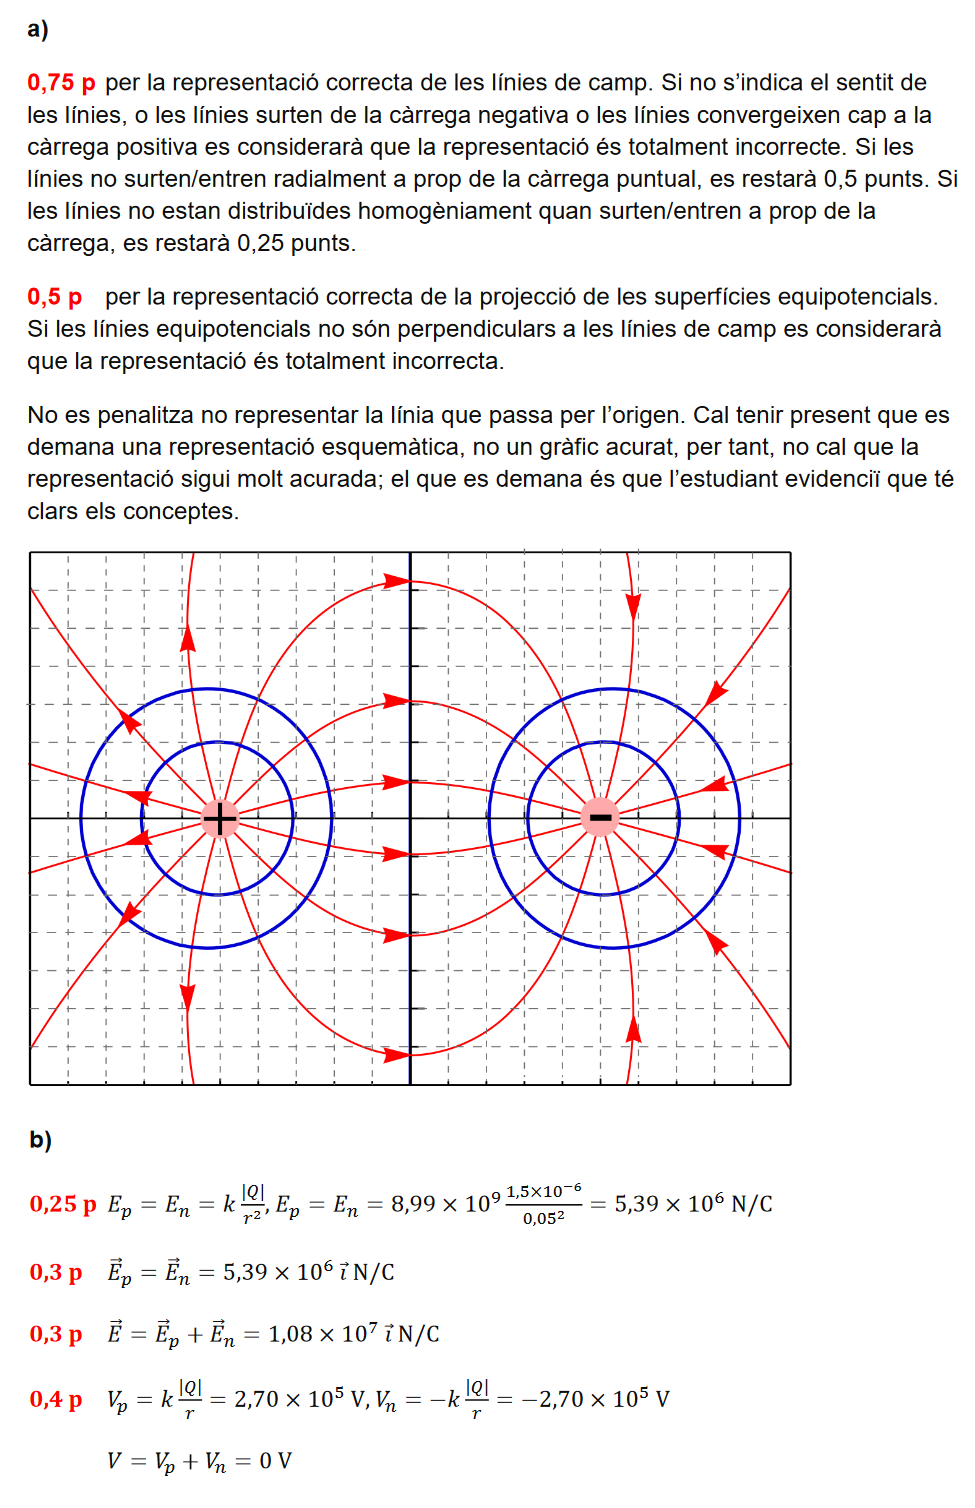 a)
0,75 p per la representació correcta de les línies de camp. Si no s’indica el sentit de
les línies, o les línies surten de la càrrega negativa o les línies convergeixen cap a la
càrrega positiva es considerarà que la representació és totalment incorrecte. Si les
línies no surten/entren radialment a prop de la càrrega puntual, es restarà 0,5 punts. Si
les línies no estan distribuïdes homogèniament quan surten/entren a prop de la
càrrega, es restarà 0,25 punts.
0,5 p per la representació correcta de la projecció de les superfícies equipotencials.
Si les línies equipotencials no són perpendiculars a les línies de camp es considerarà
que la representació és totalment incorrecta.
No es penalitza no representar la línia que passa per l’origen. Cal tenir present que es
demana una representació esquemàtica, no un gràfic acurat, per tant, no cal que la
representació sigui molt acurada; el que es demana és que l’estudiant evidenciï que té
clars els conceptes.
+ −
b)
0,25 p $E_p = E_n = k\frac{|Q|}{r^2}$, $E_p = E_n = 8,99 \times 10^9 \frac{1,5\times10^{-6}}{0,05^2} = 5,39 \times 10^6$ N/C
0,3 p $\vec{E}_p = \vec{E}_n = 5,39 \times 10^6\ \vec{\imath}$ N/C
0,3 p $\vec{E} = \vec{E}_p + \vec{E}_n = 1,08 \times 10^7\ \vec{\imath}$ N/C
0,4 p $V_p = k\frac{|Q|}{r} = 2,70 \times 10^5$ V, $V_n = -k\frac{|Q|}{r} = -2,70 \times 10^5$ V
$V = V_p + V_n = 0$ V